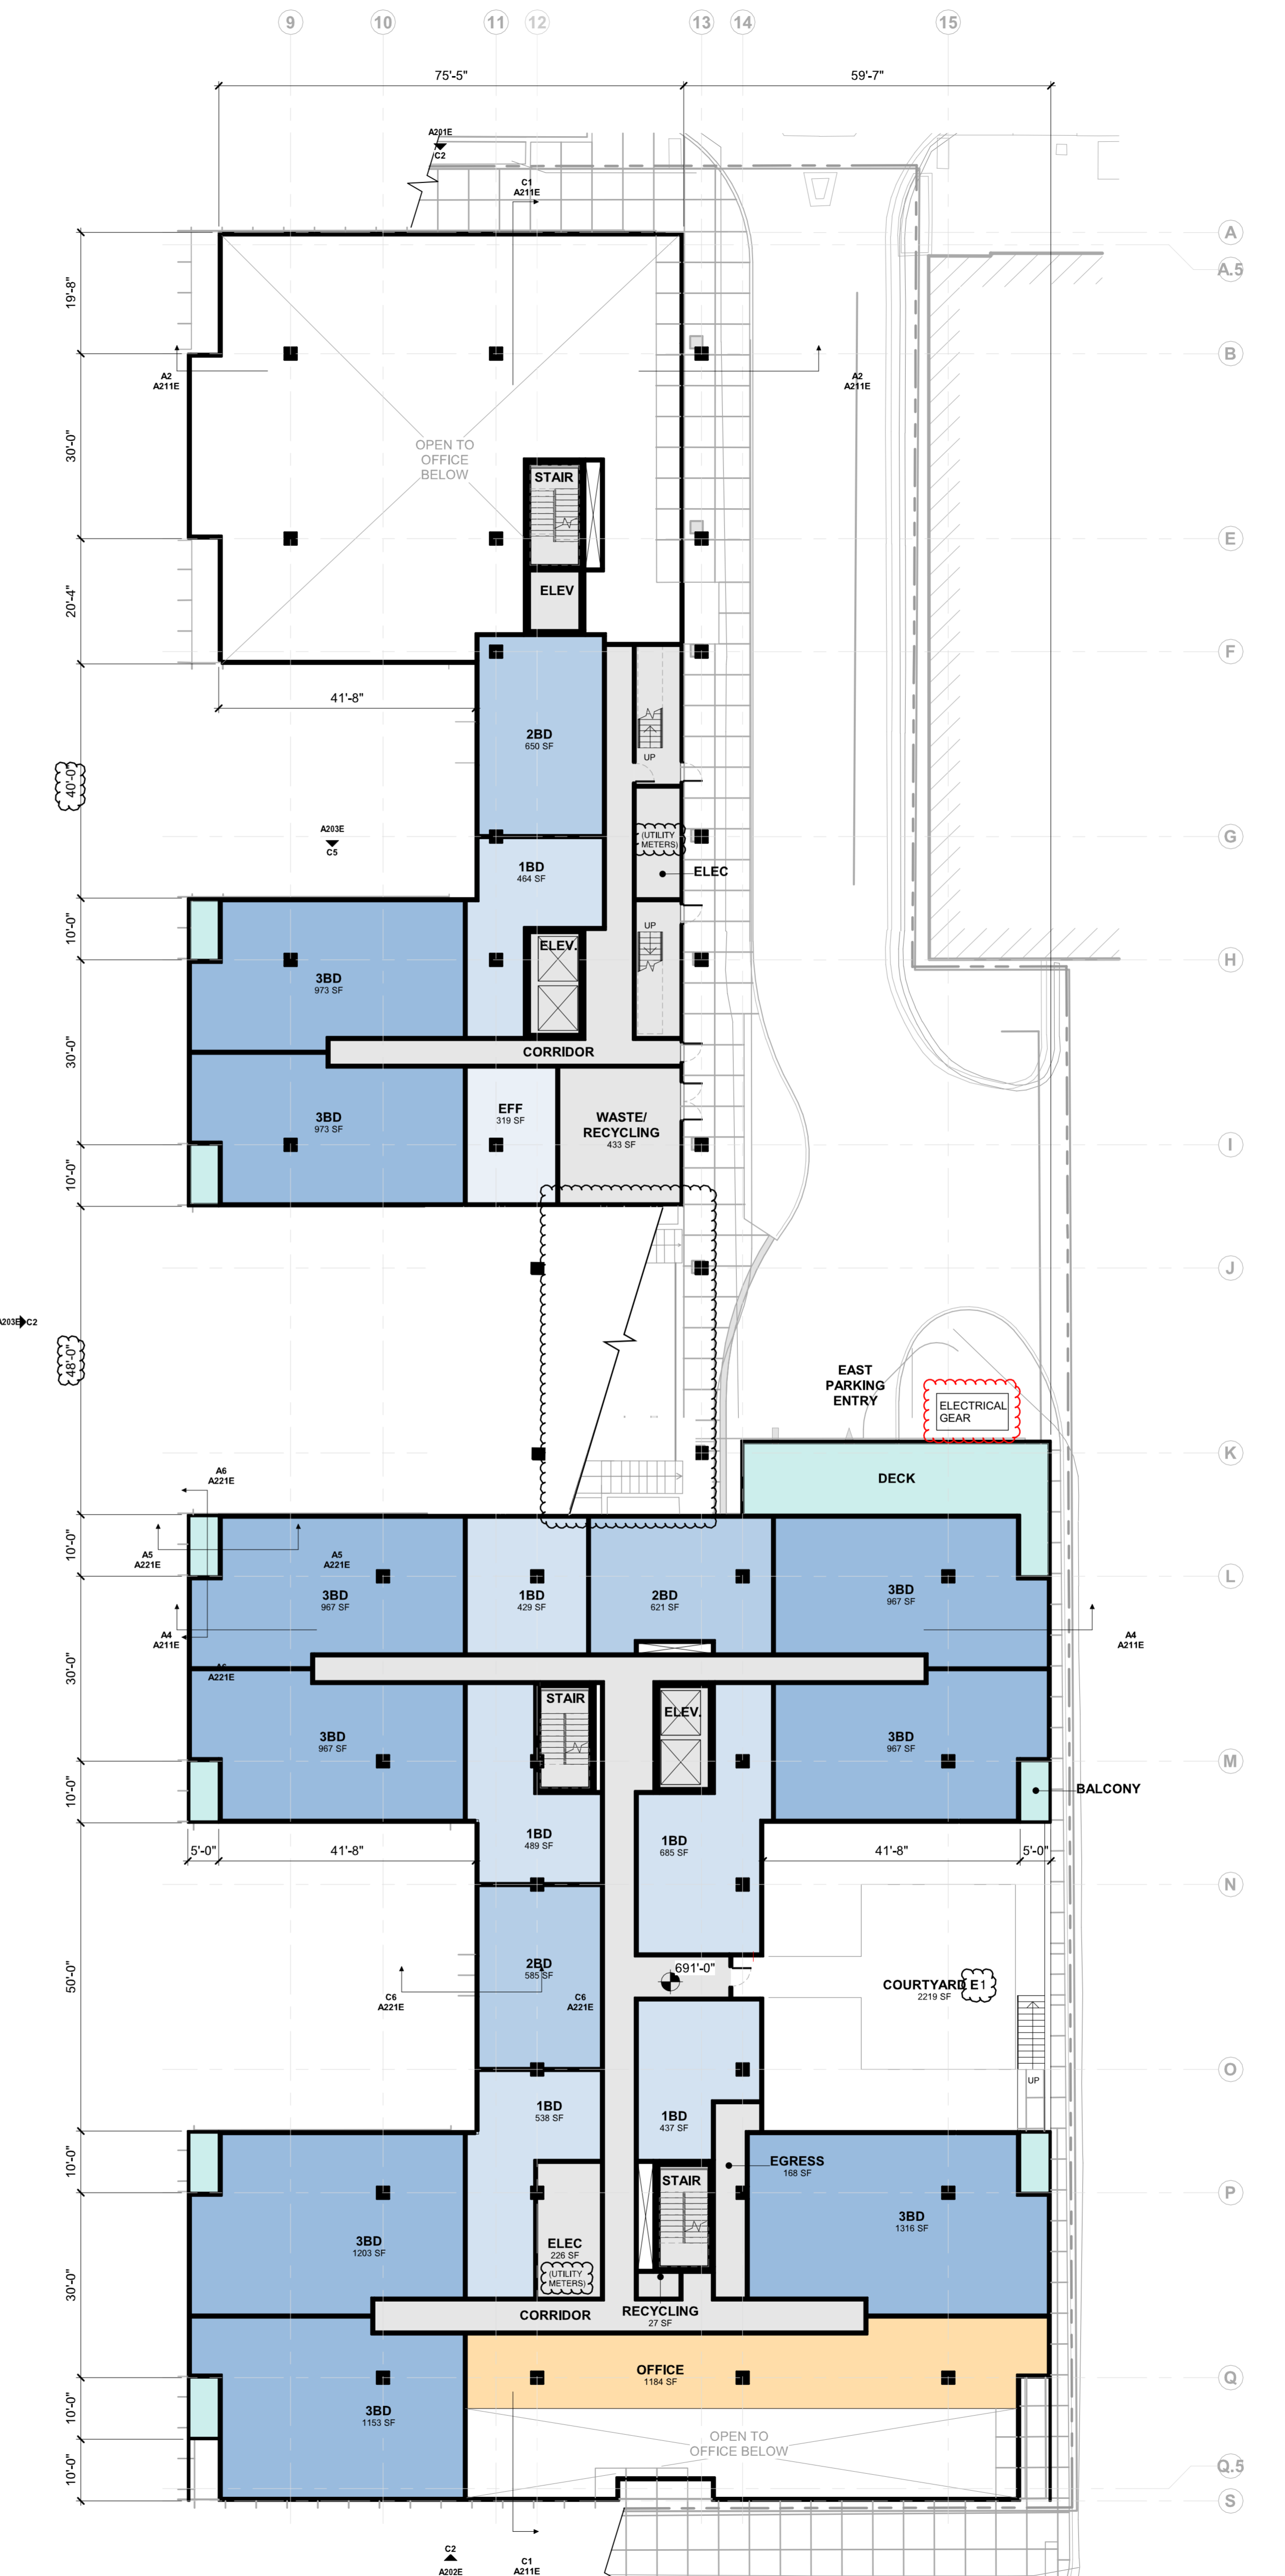 9
10
11
12
13
14
15
75'-5"
59'-7"
A201E
C2
C1
A211E
A
A.5
19'-8"
B
A2
A211E
A2
A211E
30'-0"
OPEN TO
OFFICE
BELOW
STAIR
E
20'-4"
ELEV
F
41'-8"
2BD
650 SF
UP
40'-0"
A203E
C5
(UTILITY
METERS)
G
1BD
464 SF
ELEC
10'-0"
UP
ELEV.
H
3BD
973 SF
30'-0"
CORRIDOR
3BD
973 SF
EFF
319 SF
WASTE/
RECYCLING
433 SF
I
10'-0"
J
A203E
C2
48'-0"
EAST
PARKING
ENTRY
ELECTRICAL
GEAR
K
A6
A221E
DECK
10'-0"
A5
A221E
A5
A221E
L
3BD
967 SF
1BD
429 SF
2BD
621 SF
3BD
967 SF
A4
A211E
A4
A211E
30'-0"
A6
A221E
STAIR
ELEV.
3BD
967 SF
3BD
967 SF
M
10'-0"
BALCONY
1BD
489 SF
1BD
685 SF
5'-0"
41'-8"
41'-8"
5'-0"
N
50'-0"
2BD
585 SF
691'-0"
C6
A221E
C6
A221E
COURTYARD E1
2219 SF
O
UP
1BD
538 SF
1BD
437 SF
10'-0"
EGRESS
168 SF
STAIR
P
3BD
1203 SF
ELEC
226 SF
(UTILITY
METERS)
3BD
1316 SF
30'-0"
CORRIDOR
RECYCLING
27 SF
OFFICE
1184 SF
Q
10'-0"
3BD
1153 SF
OPEN TO
OFFICE BELOW
10'-0"
Q.5
S
C2
A202E
C1
A211E